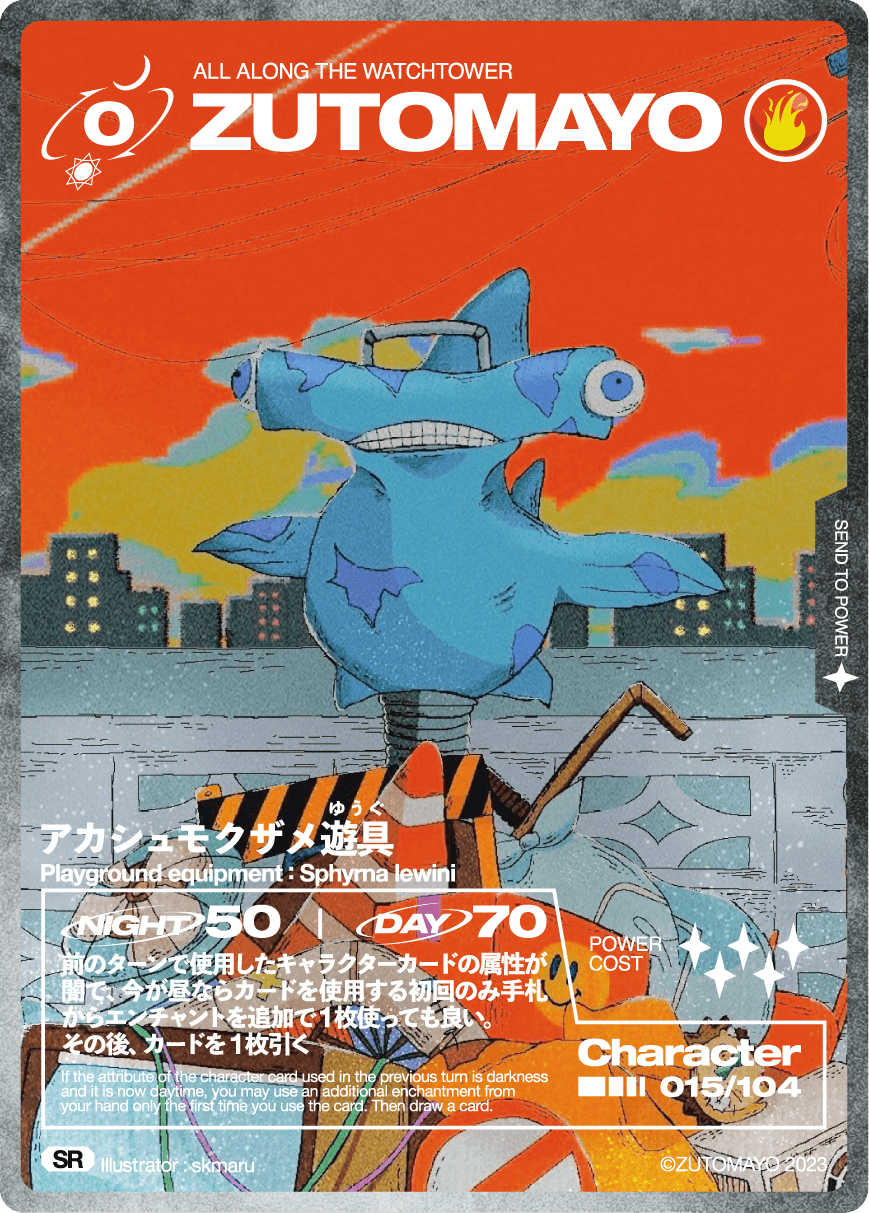 ALL ALONG THE WATCHTOWER
ZUTOMAYO
SEND TO POWER
ゆうぐ
アカシュモクザメ遊具
Playground equipment : Sphyrna lewini
NIGHT 50 | DAY 70
POWER COST
前のターンで使用したキャラクターカードの属性が
闇で、今が昼ならカードを使用する初回のみ手札
からエンチャントを追加で1枚使っても良い。
その後、カードを1枚引く
If the attribute of the character card used in the previous turn is darkness
and it is now daytime, you may use an additional enchantment from
your hand only the first time you use the card. Then draw a card.
Character
015/104
SR Illustrator : skmaru
©ZUTOMAYO 2023